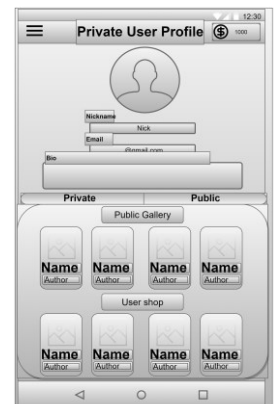 12:30
Private User Profile
1000
Nickname
Nick
Email
@gmail.com
Bio
Private Public
Public Gallery
Name Name Name Name
Author Author Author Author
User shop
Name Name Name Name
Author Author Author Author